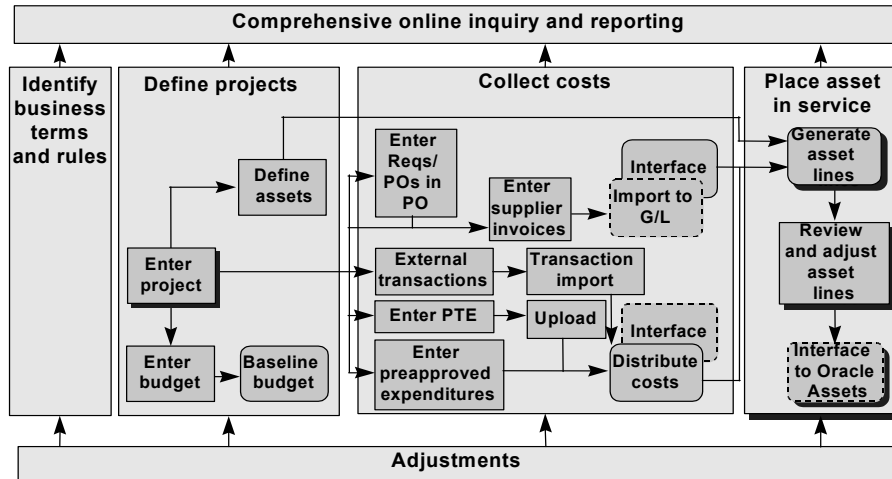 Comprehensive online inquiry and reporting
Identify
business
terms
and rules
Define projects
Define
assets
Enter
project
Enter
budget
Baseline
budget
Collect costs
Enter
Reqs/
POs in
PO
Enter
supplier
invoices
Interface
Import to
G/L
External
transactions
Transaction
import
Enter PTE
Upload
Interface
Enter
preapproved
expenditures
Distribute
costs
Place asset
in service
Generate
asset
lines
Review
and adjust
asset
lines
Interface
to Oracle
Assets
Adjustments